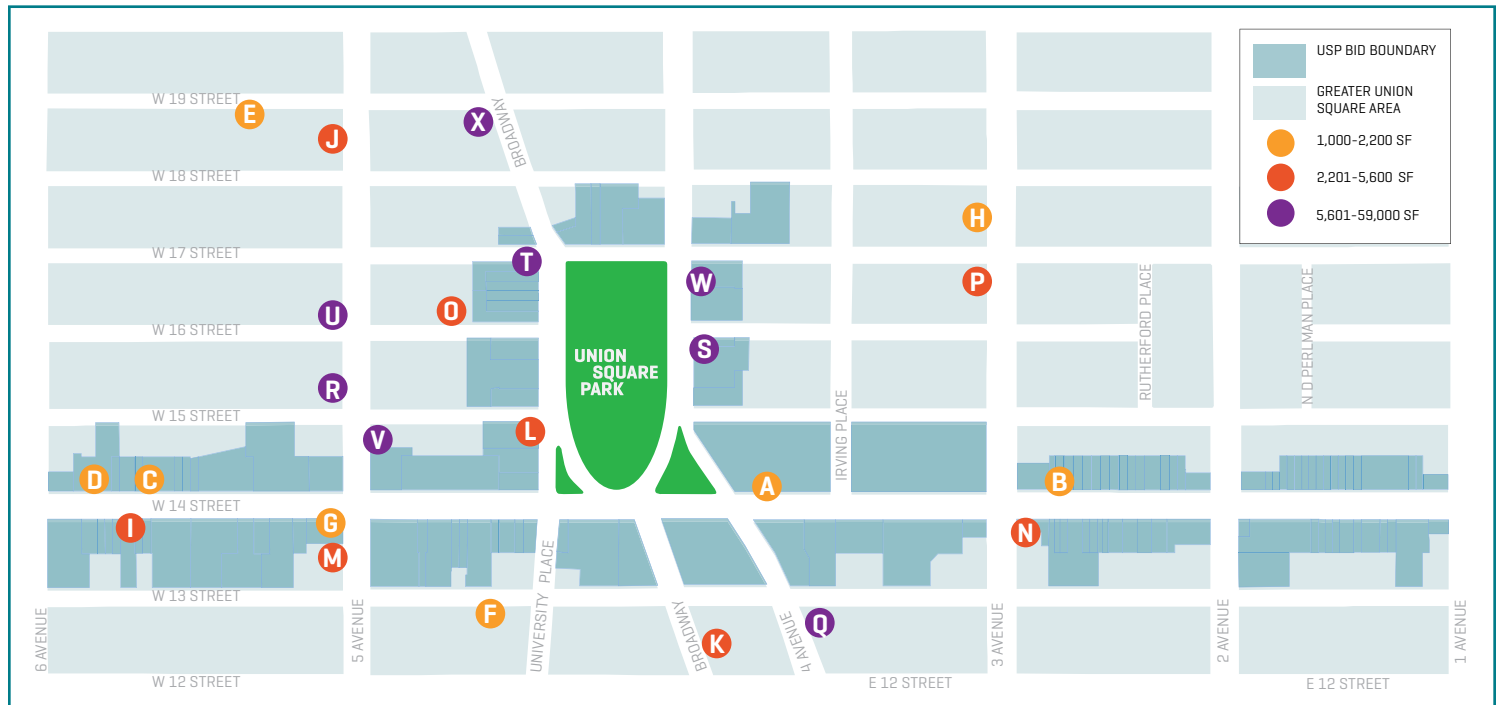 USP BID BOUNDARY
GREATER UNION
SQUARE AREA
1,000-2,200 SF
2,201-5,600 SF
5,601-59,000 SF
W 19 STREET
E
J
X
BROADWAY
W 18 STREET
H
W 17 STREET
T
W
P
O
U
W 16 STREET
RUTHERFORD PLACE
N D PERLMAN PLACE
UNION
SQUARE
PARK
S
R
W 15 STREET
IRVING PLACE
V
L
D
C
A
B
W 14 STREET
I
G
M
N
W 13 STREET
6 AVENUE
5 AVENUE
F
UNIVERSITY PLACE
BROADWAY
K
4 AVENUE
Q
3 AVENUE
2 AVENUE
1 AVENUE
W 12 STREET
E 12 STREET
E 12 STREET